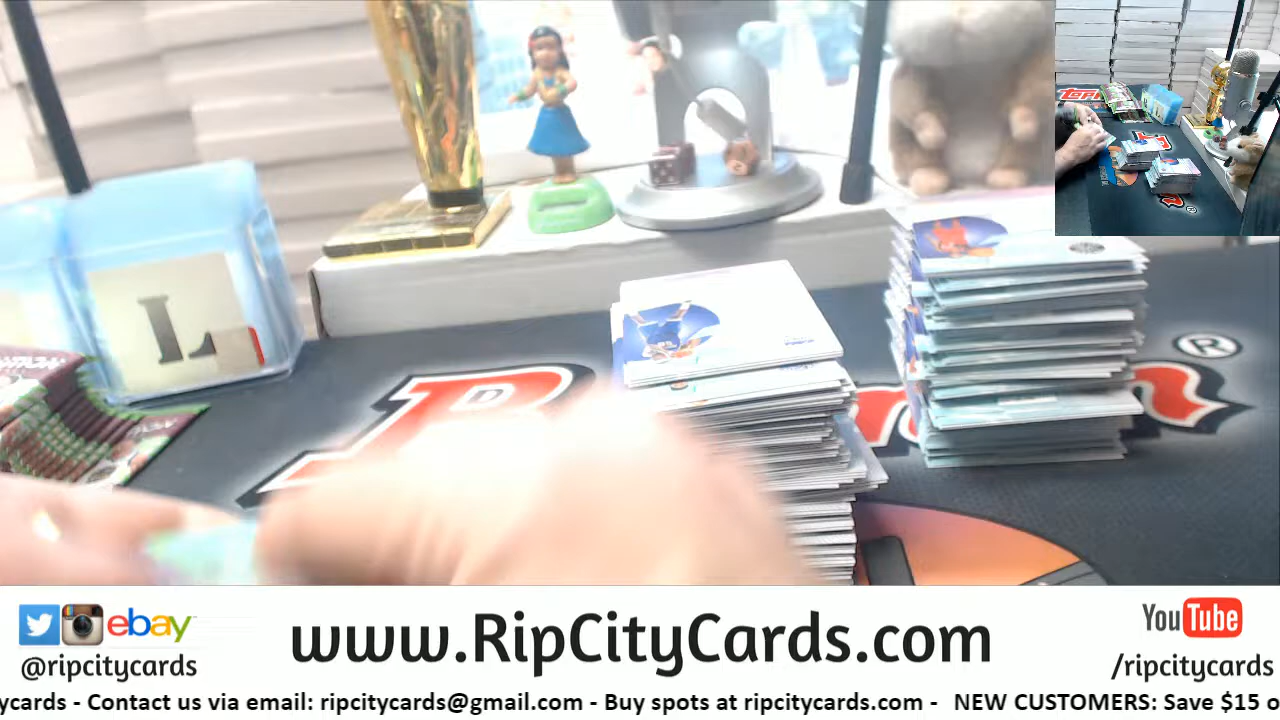 L
D
®
Topps
ebay
www.RipCityCards.com
YouTube
@ripcitycards
/ripcitycards
ycards - Contact us via email: ripcitycards@gmail.com - Buy spots at ripcitycards.com - NEW CUSTOMERS: Save $15 o